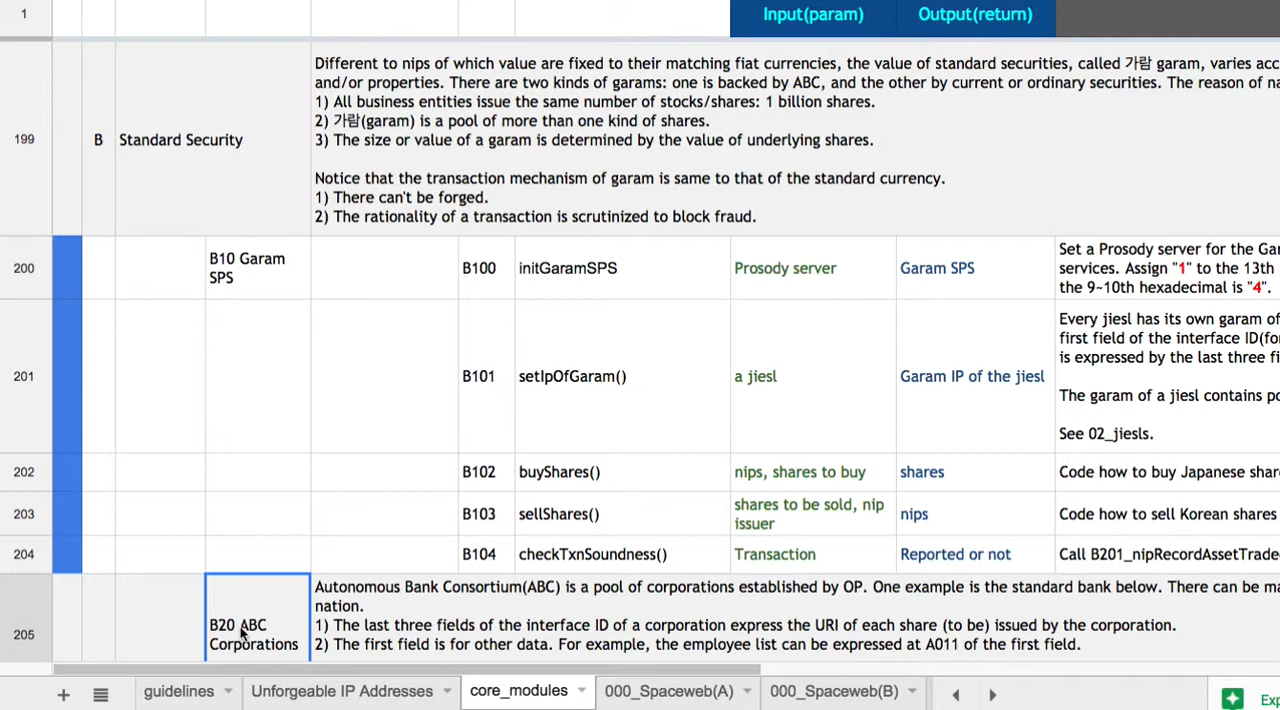 1
Input(param)
Output(return)
199
B
Standard Security
Different to nips of which value are fixed to their matching fiat currencies, the value of standard securities, called 가람 garam, varies acc
and/or properties. There are two kinds of garams: one is backed by ABC, and the other by current or ordinary securities. The reason of na
1) All business entities issue the same number of stocks/shares: 1 billion shares.
2) 가람(garam) is a pool of more than one kind of shares.
3) The size or value of a garam is determined by the value of underlying shares.
Notice that the transaction mechanism of garam is same to that of the standard currency.
1) There can't be forged.
2) The rationality of a transaction is scrutinized to block fraud.
200
B10 Garam
SPS
B100
initGaramSPS
Prosody server
Garam SPS
Set a Prosody server for the Gar
services. Assign "1" to the 13th
the 9~10th hexadecimal is "4".
201
B101
setIpOfGaram()
a jiesl
Garam IP of the jiesl
Every jiesl has its own garam of
first field of the interface ID(for
is expressed by the last three fi
The garam of a jiesl contains po
See 02_jiesls.
202
B102
buyShares()
nips, shares to buy
shares
Code how to buy Japanese shar
203
B103
sellShares()
shares to be sold, nip
issuer
nips
Code how to sell Korean shares
204
B104
checkTxnSoundness()
Transaction
Reported or not
Call B201_nipRecordAssetTrade
205
B20 ABC
Corporations
Autonomous Bank Consortium(ABC) is a pool of corporations established by OP. One example is the standard bank below. There can be ma
nation.
1) The last three fields of the interface ID of a corporation express the URI of each share (to be) issued by the corporation.
2) The first field is for other data. For example, the employee list can be expressed at A011 of the first field.
guidelines
Unforgeable IP Addresses
core_modules
000_Spaceweb(A)
000_Spaceweb(B)
Exp